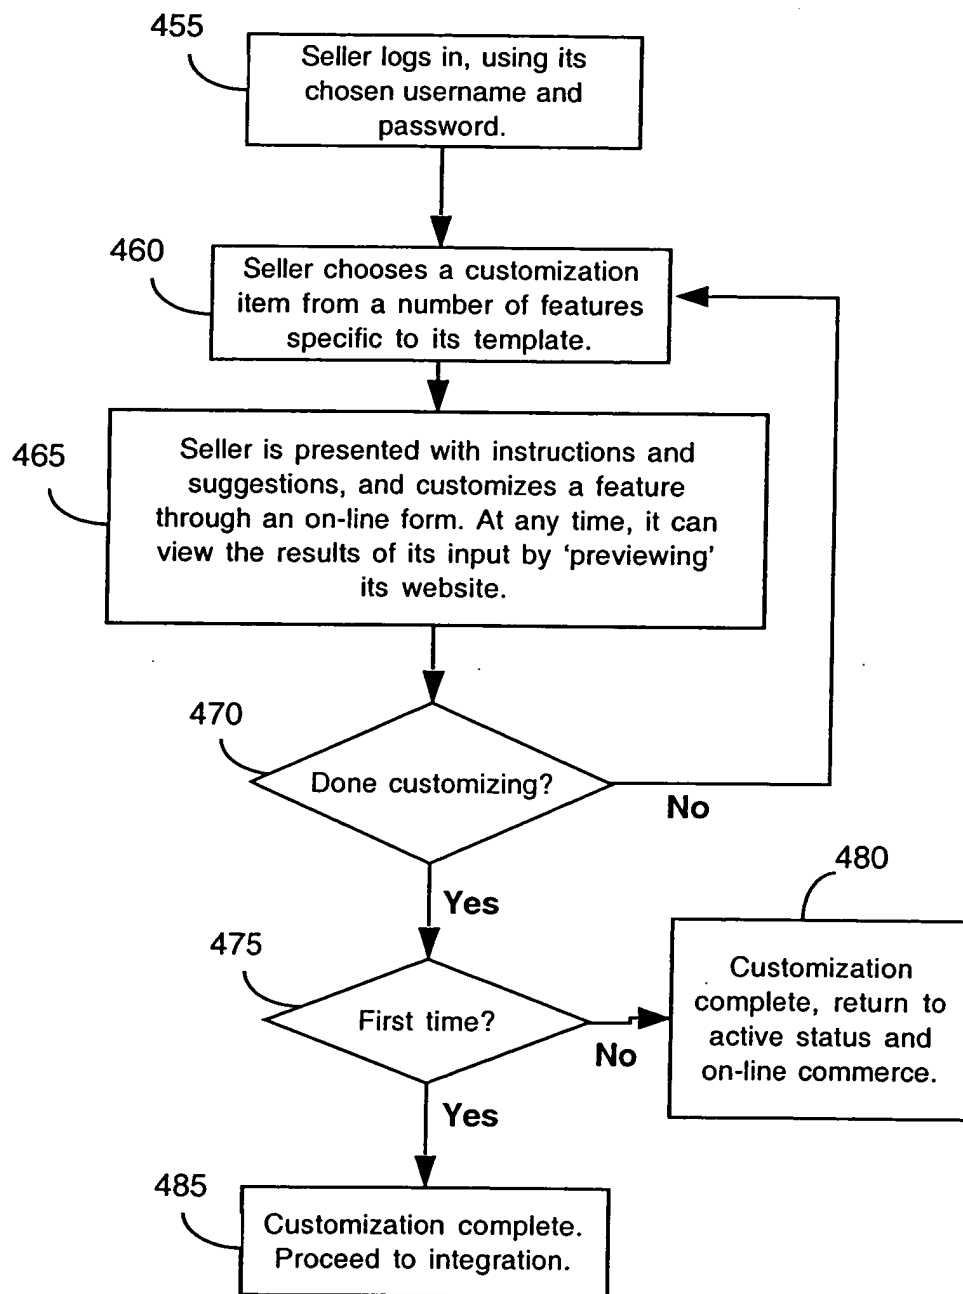 455
Seller logs in, using its
chosen username and
password.
460
Seller chooses a customization
item from a number of features
specific to its template.
465
Seller is presented with instructions and
suggestions, and customizes a feature
through an on-line form. At any time, it can
view the results of its input by ‘previewing’
its website.
470
Done customizing?
No
Yes
480
475
First time?
No
Customization
complete, return to
active status and
on-line commerce.
Yes
485
Customization complete.
Proceed to integration.